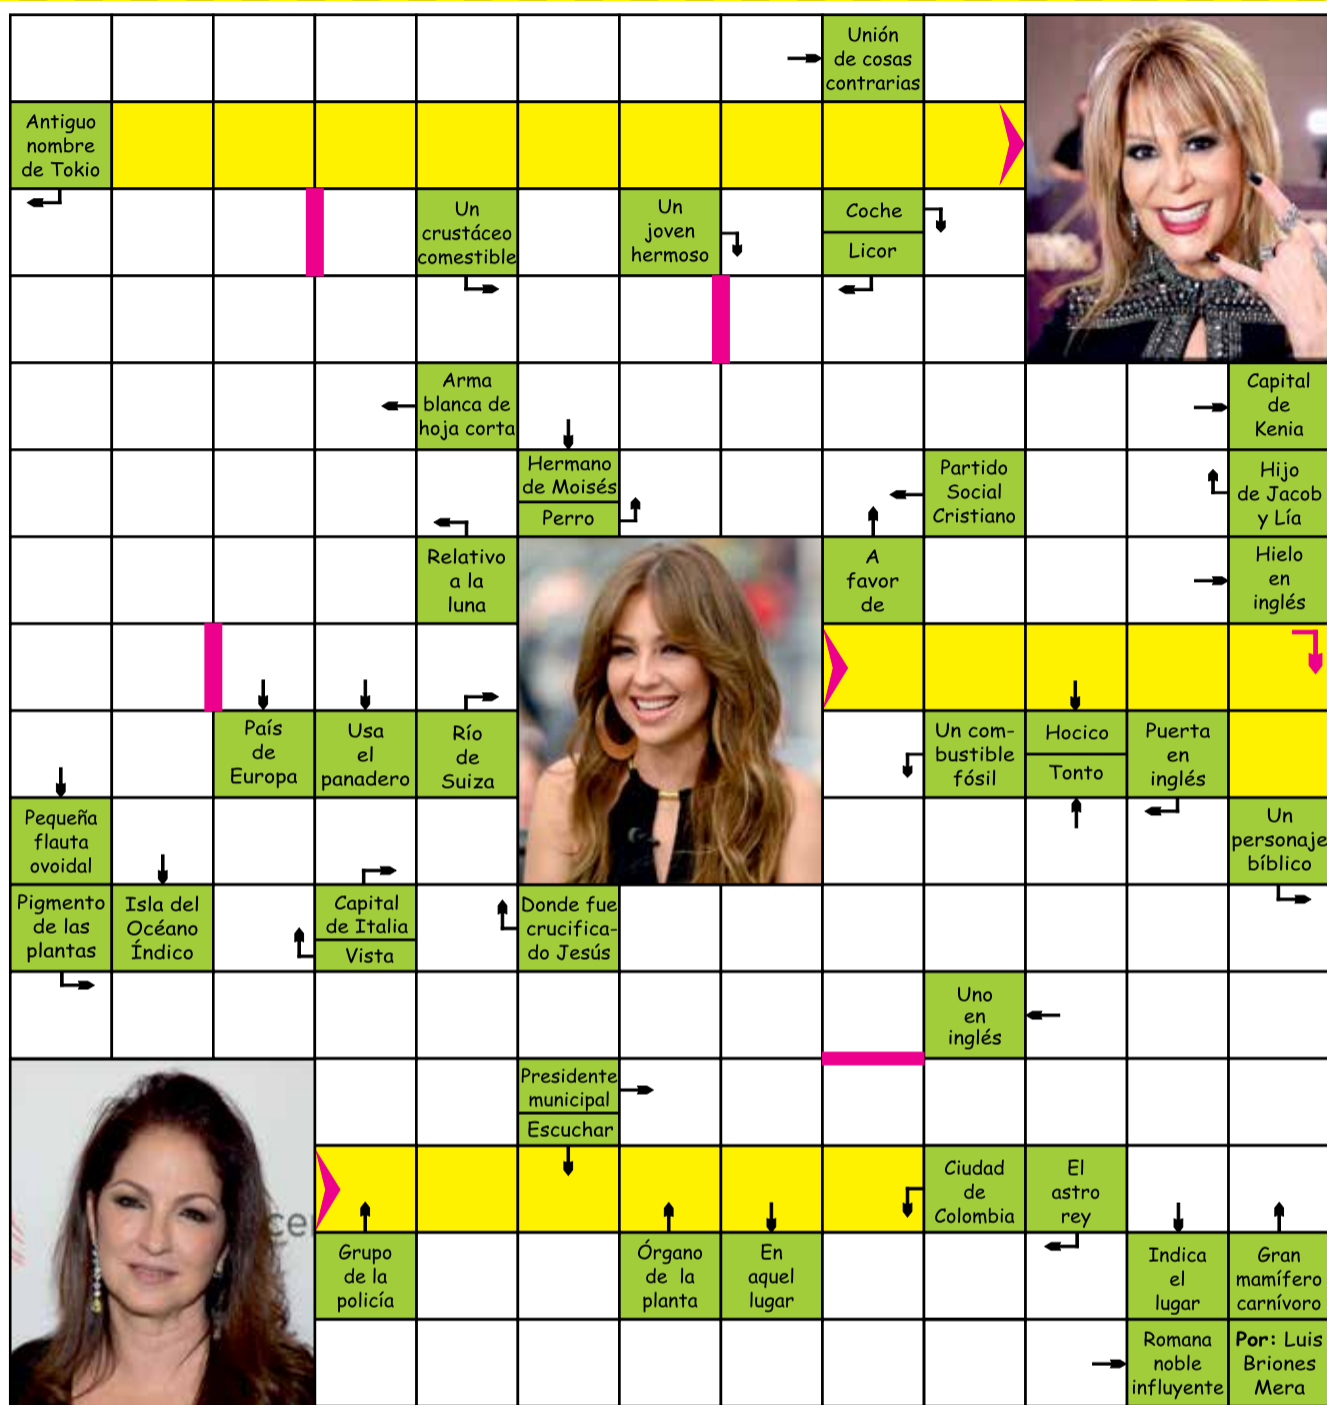 Unión
de cosas
contrarias
Antiguo
nombre
de Tokio
Un
crustáceo
comestible
Un
joven
hermoso
Coche
Licor
Arma
blanca de
hoja corta
Capital
de
Kenia
Hermano
de Moisés
Perro
Partido
Social
Cristiano
Hijo
de Jacob
y Lía
Relativo
a la
luna
A
favor
de
Hielo
en
inglés
País
de
Europa
Usa
el
panadero
Río
de
Suiza
Un com-
bustible
fósil
Hocico
Tonto
Puerta
en
inglés
Pequeña
flauta
ovoidal
Un
personaje
bíblico
Pigmento
de las
plantas
Isla del
Océano
Índico
Capital
de Italia
Vista
Donde fue
crucifica-
do Jesús
Uno
en
inglés
Presidente
municipal
Escuchar
Ciudad
de
Colombia
El
astro
rey
Grupo
de la
policía
Órgano
de la
planta
En
aquel
lugar
Indica
el
lugar
Gran
mamífero
carnívoro
Romana
noble
influyente
Por: Luis
Briones
Mera